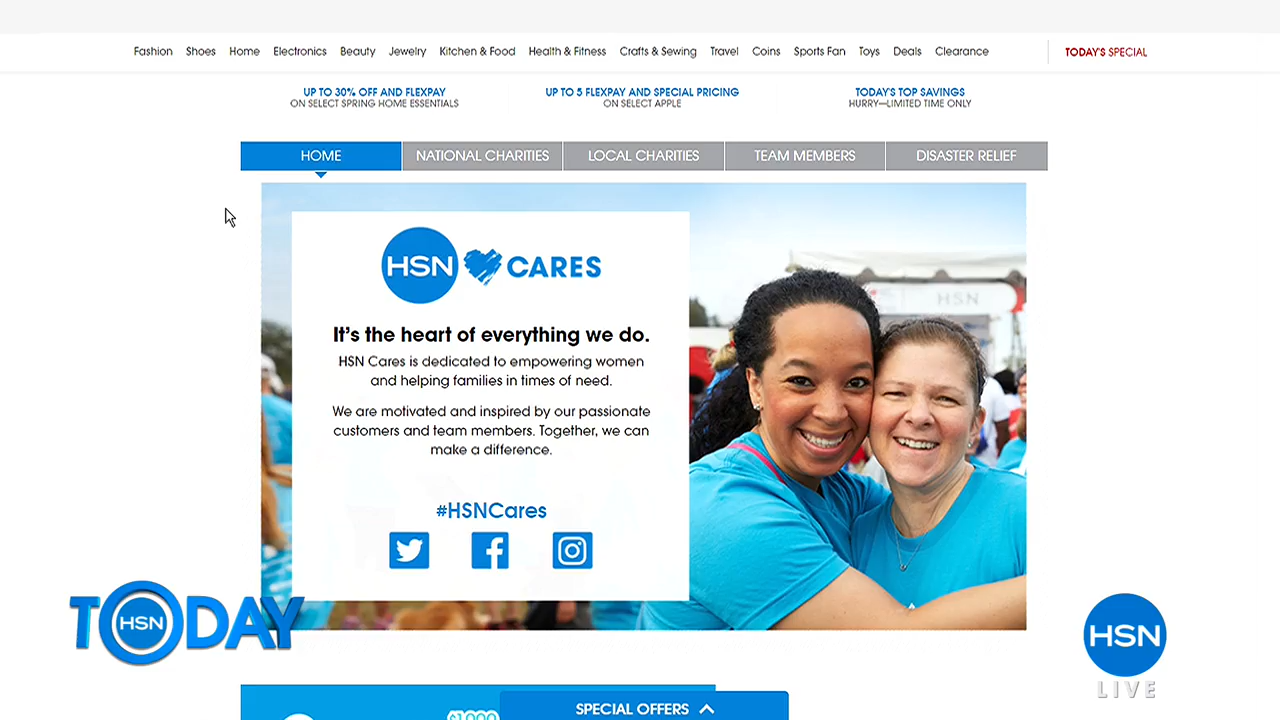 Fashion Shoes Home Electronics Beauty Jewelry Kitchen & Food Health & Fitness Crafts & Sewing Travel Coins Sports Fan Toys Deals Clearance TODAY'S SPECIAL
UP TO 30% OFF AND FLEXPAY
ON SELECT SPRING HOME ESSENTIALS
UP TO 5 FLEXPAY AND SPECIAL PRICING
ON SELECT APPLE
TODAY'S TOP SAVINGS
HURRY—LIMITED TIME ONLY
HOME NATIONAL CHARITIES LOCAL CHARITIES TEAM MEMBERS DISASTER RELIEF
HSN CARES
It's the heart of everything we do.
HSN Cares is dedicated to empowering women
and helping families in times of need.
We are motivated and inspired by our passionate
customers and team members. Together, we can
make a difference.
#HSNCares
HSN
TODAY
HSN
HSN
LIVE
$1,000
SPECIAL OFFERS